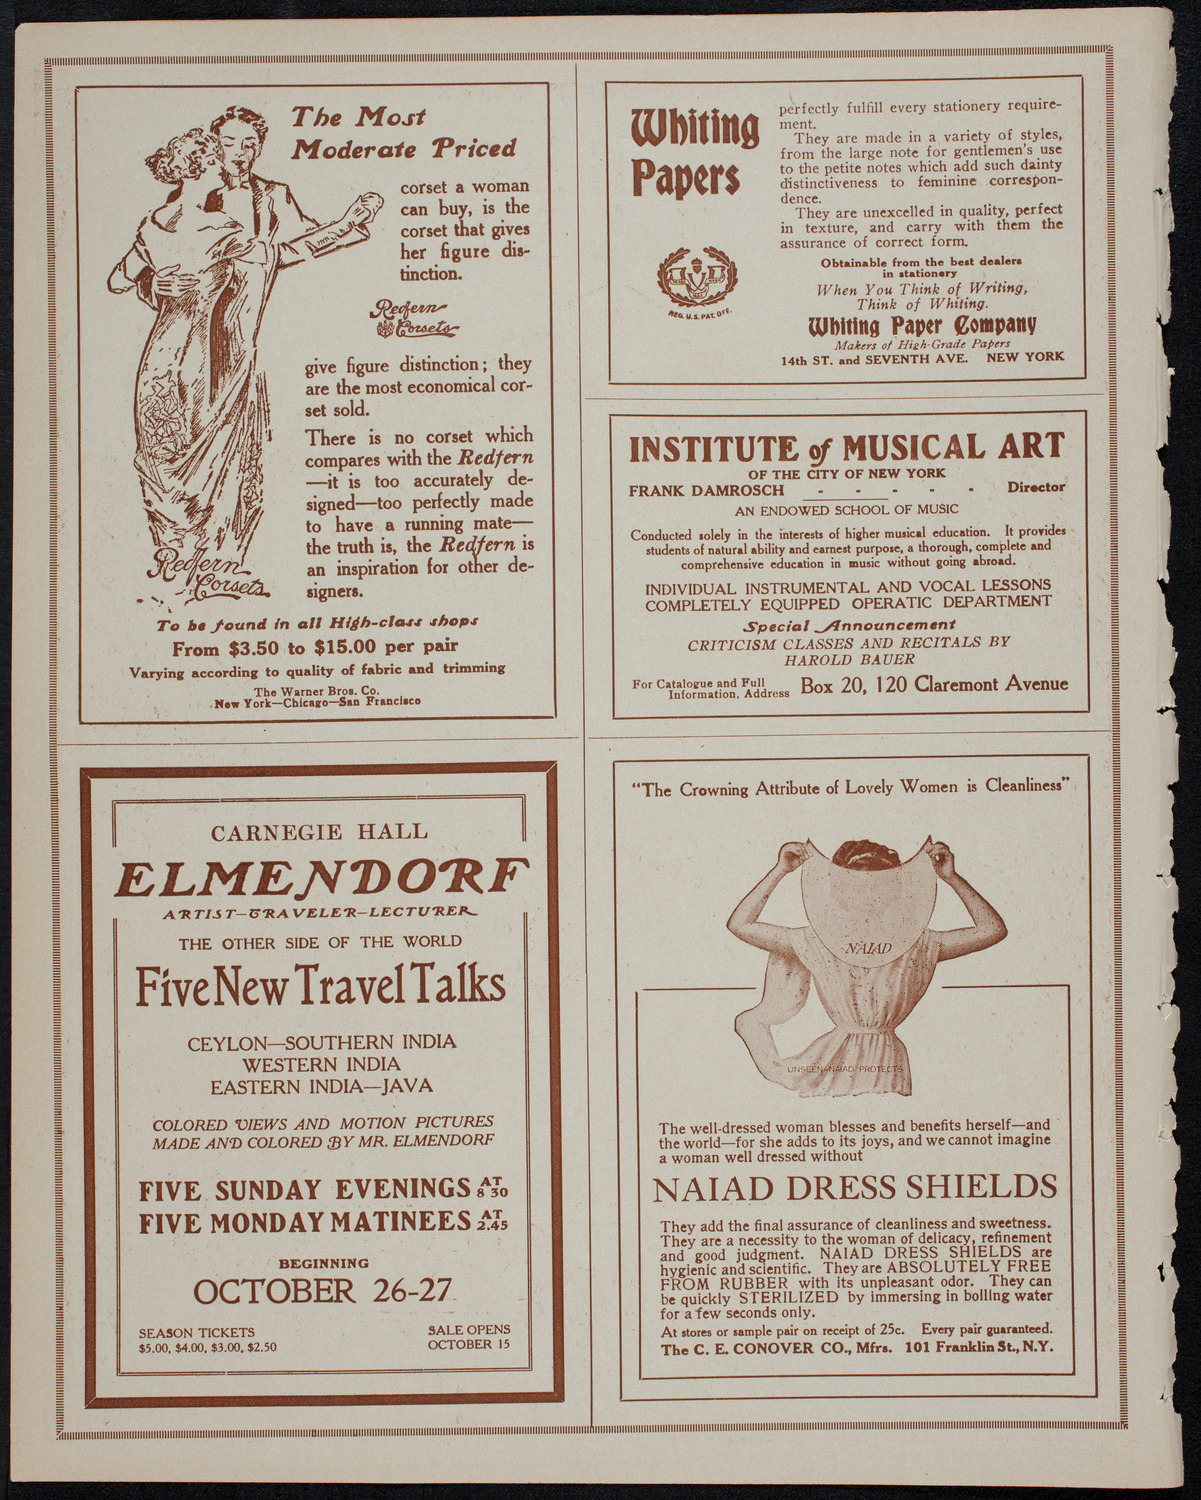 The Most
Moderate Priced
corset a woman
can buy, is the
corset that gives
her figure dis-
tinction.
Redfern
Corsets
give figure distinction; they
are the most economical cor-
set sold.
There is no corset which
compares with the Redfern
—it is too accurately de-
signed—too perfectly made
to have a running mate—
the truth is, the Redfern is
an inspiration for other de-
signers.
Redfern
Corsets
To be found in all High-class shops
From $3.50 to $15.00 per pair
Varying according to quality of fabric and trimming
The Warner Bros. Co.
New York—Chicago—San Francisco
Whiting
Papers
perfectly fulfill every stationery require-
ment.
They are made in a variety of styles,
from the large note for gentlemen's use
to the petite notes which add such dainty
distinctiveness to feminine correspon-
dence.
They are unexcelled in quality, perfect
in texture, and carry with them the
assurance of correct form.
REG. U.S. PAT. OFF.
Obtainable from the best dealers
in stationery
When You Think of Writing,
Think of Whiting.
Whiting Paper Company
Makers of High-Grade Papers
14th ST. and SEVENTH AVE. NEW YORK
INSTITUTE of MUSICAL ART
OF THE CITY OF NEW YORK
FRANK DAMROSCH - - - - - Director
AN ENDOWED SCHOOL OF MUSIC
Conducted solely in the interests of higher musical education. It provides
students of natural ability and earnest purpose, a thorough, complete and
comprehensive education in music without going abroad.
INDIVIDUAL INSTRUMENTAL AND VOCAL LESSONS
COMPLETELY EQUIPPED OPERATIC DEPARTMENT
Special Announcement
CRITICISM CLASSES AND RECITALS BY
HAROLD BAUER
For Catalogue and Full
Information, Address Box 20, 120 Claremont Avenue
CARNEGIE HALL
ELMENDORF
ARTIST—TRAVELER—LECTURER
THE OTHER SIDE OF THE WORLD
Five New Travel Talks
CEYLON—SOUTHERN INDIA
WESTERN INDIA
EASTERN INDIA—JAVA
COLORED VIEWS AND MOTION PICTURES
MADE AND COLORED BY MR. ELMENDORF
FIVE SUNDAY EVENINGS AT 8 30
FIVE MONDAY MATINEES AT 2.45
BEGINNING
OCTOBER 26-27
SEASON TICKETS
$5.00, $4.00, $3.00, $2.50
SALE OPENS
OCTOBER 15
"The Crowning Attribute of Lovely Women is Cleanliness"
NAIAD
UNSEEN—NAIAD PROTECTS
The well-dressed woman blesses and benefits herself—and
the world—for she adds to its joys, and we cannot imagine
a woman well dressed without
NAIAD DRESS SHIELDS
They add the final assurance of cleanliness and sweetness.
They are a necessity to the woman of delicacy, refinement
and good judgment. NAIAD DRESS SHIELDS are
hygienic and scientific. They are ABSOLUTELY FREE
FROM RUBBER with its unpleasant odor. They can
be quickly STERILIZED by immersing in boiling water
for a few seconds only.
At stores or sample pair on receipt of 25c. Every pair guaranteed.
The C. E. CONOVER CO., Mfrs. 101 Franklin St., N.Y.